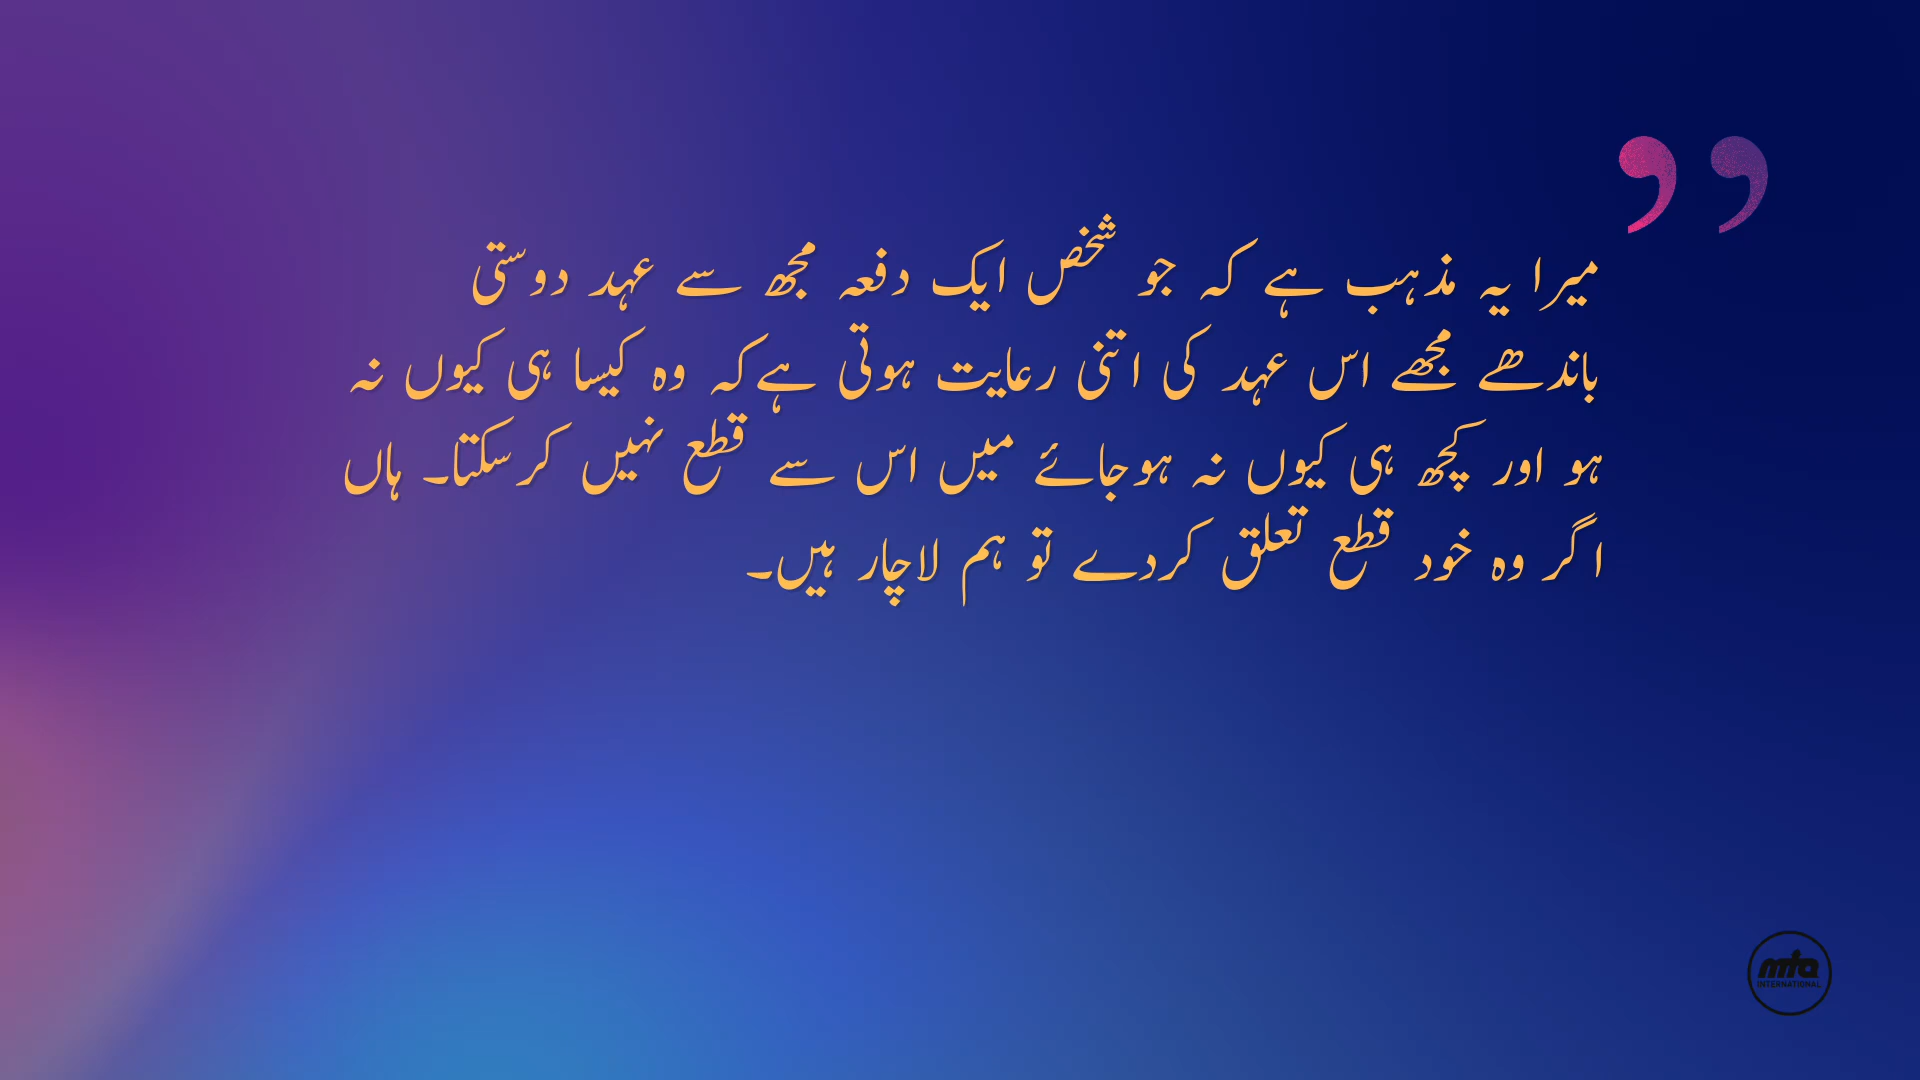 میرا یہ مذہب ہے کہ جو شخص ایک دفعہ مجھ سے عہد دوستی
باندھے مجھے اس عہد کی اتنی رعایت ہوتی ہےکہ وہ کیسا ہی کیوں نہ
ہو اور کچھ ہی کیوں نہ ہوجائے میں اس سے قطع نہیں کرسکتا۔ ہاں
اگر وہ خود قطع تعلق کردے تو ہم لاچار ہیں۔
mta
INTERNATIONAL